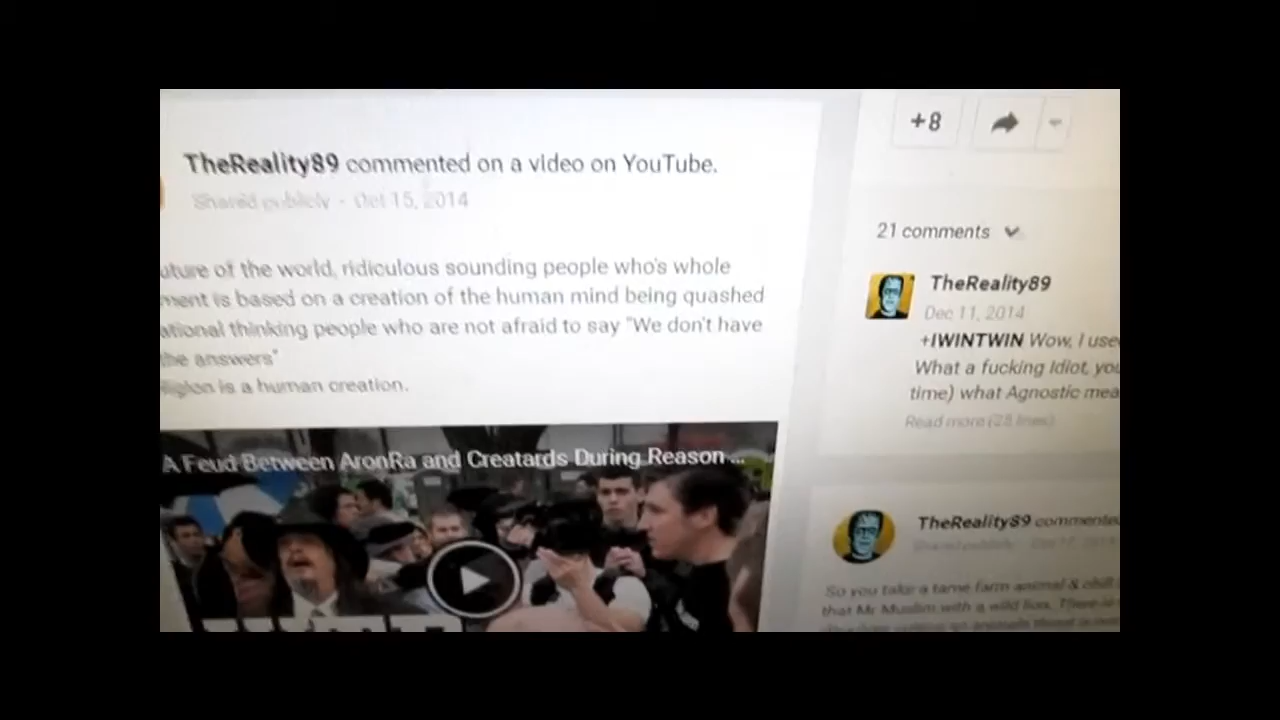 TheReality89 commented on a video on YouTube.
Shared publicly - Oct 15, 2014
uture of the world, ridiculous sounding people who's whole
ment is based on a creation of the human mind being quashed
ational thinking people who are not afraid to say "We don't have
the answers"
ligion is a human creation.
A Feud Between AronRa and Creatards During Reason ...
+8
21 comments
TheReality89
Dec 11, 2014
+IWINTWIN Wow, I use
What a fucking Idiot, you
time) what Agnostic mea
Read more (28 lines)
TheReality89 commented
Shared publicly
So you take a tame farm animal & chill
that Mr Muslim with a wild lion. There is